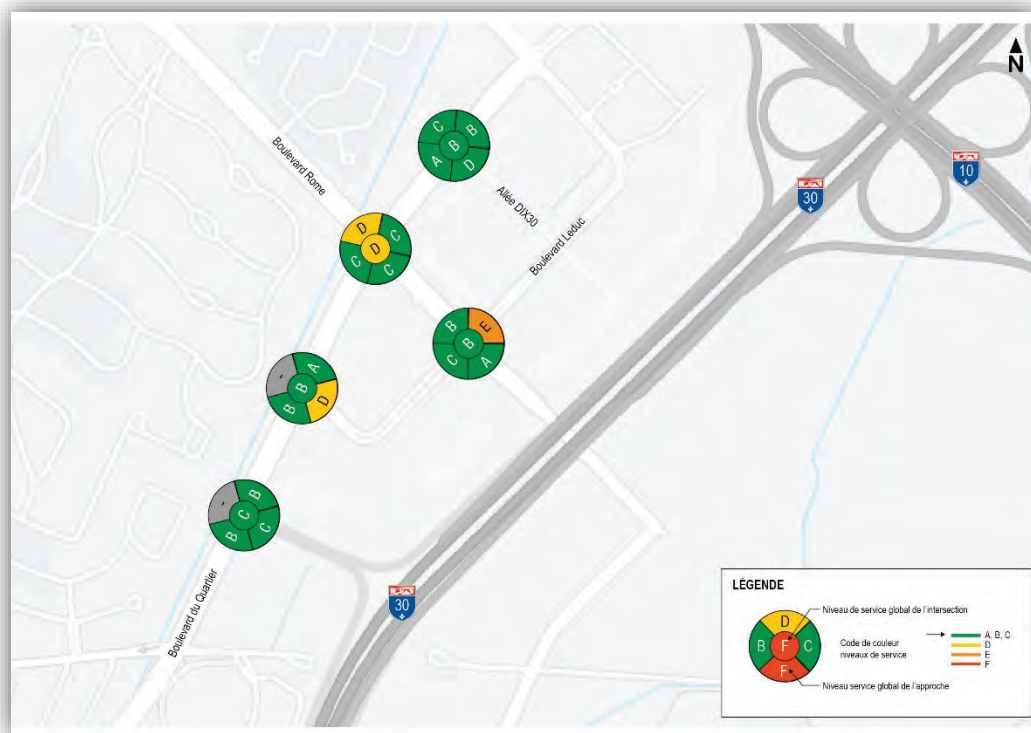 N
Boulevard Rome
C
B
B
A
D
Allée DIX30
Boulevard Leduc
10
30
D
C
D
C
C
B
E
B
C
A
-
A
B
B
D
-
B
C
B
C
Boulevard du Quartier
30
LÉGENDE
Niveau de service global de l'intersection
D
B
F
C
F
Code de couleur
niveaux de service
A, B, C
D
E
F
Niveau service global de l'approche